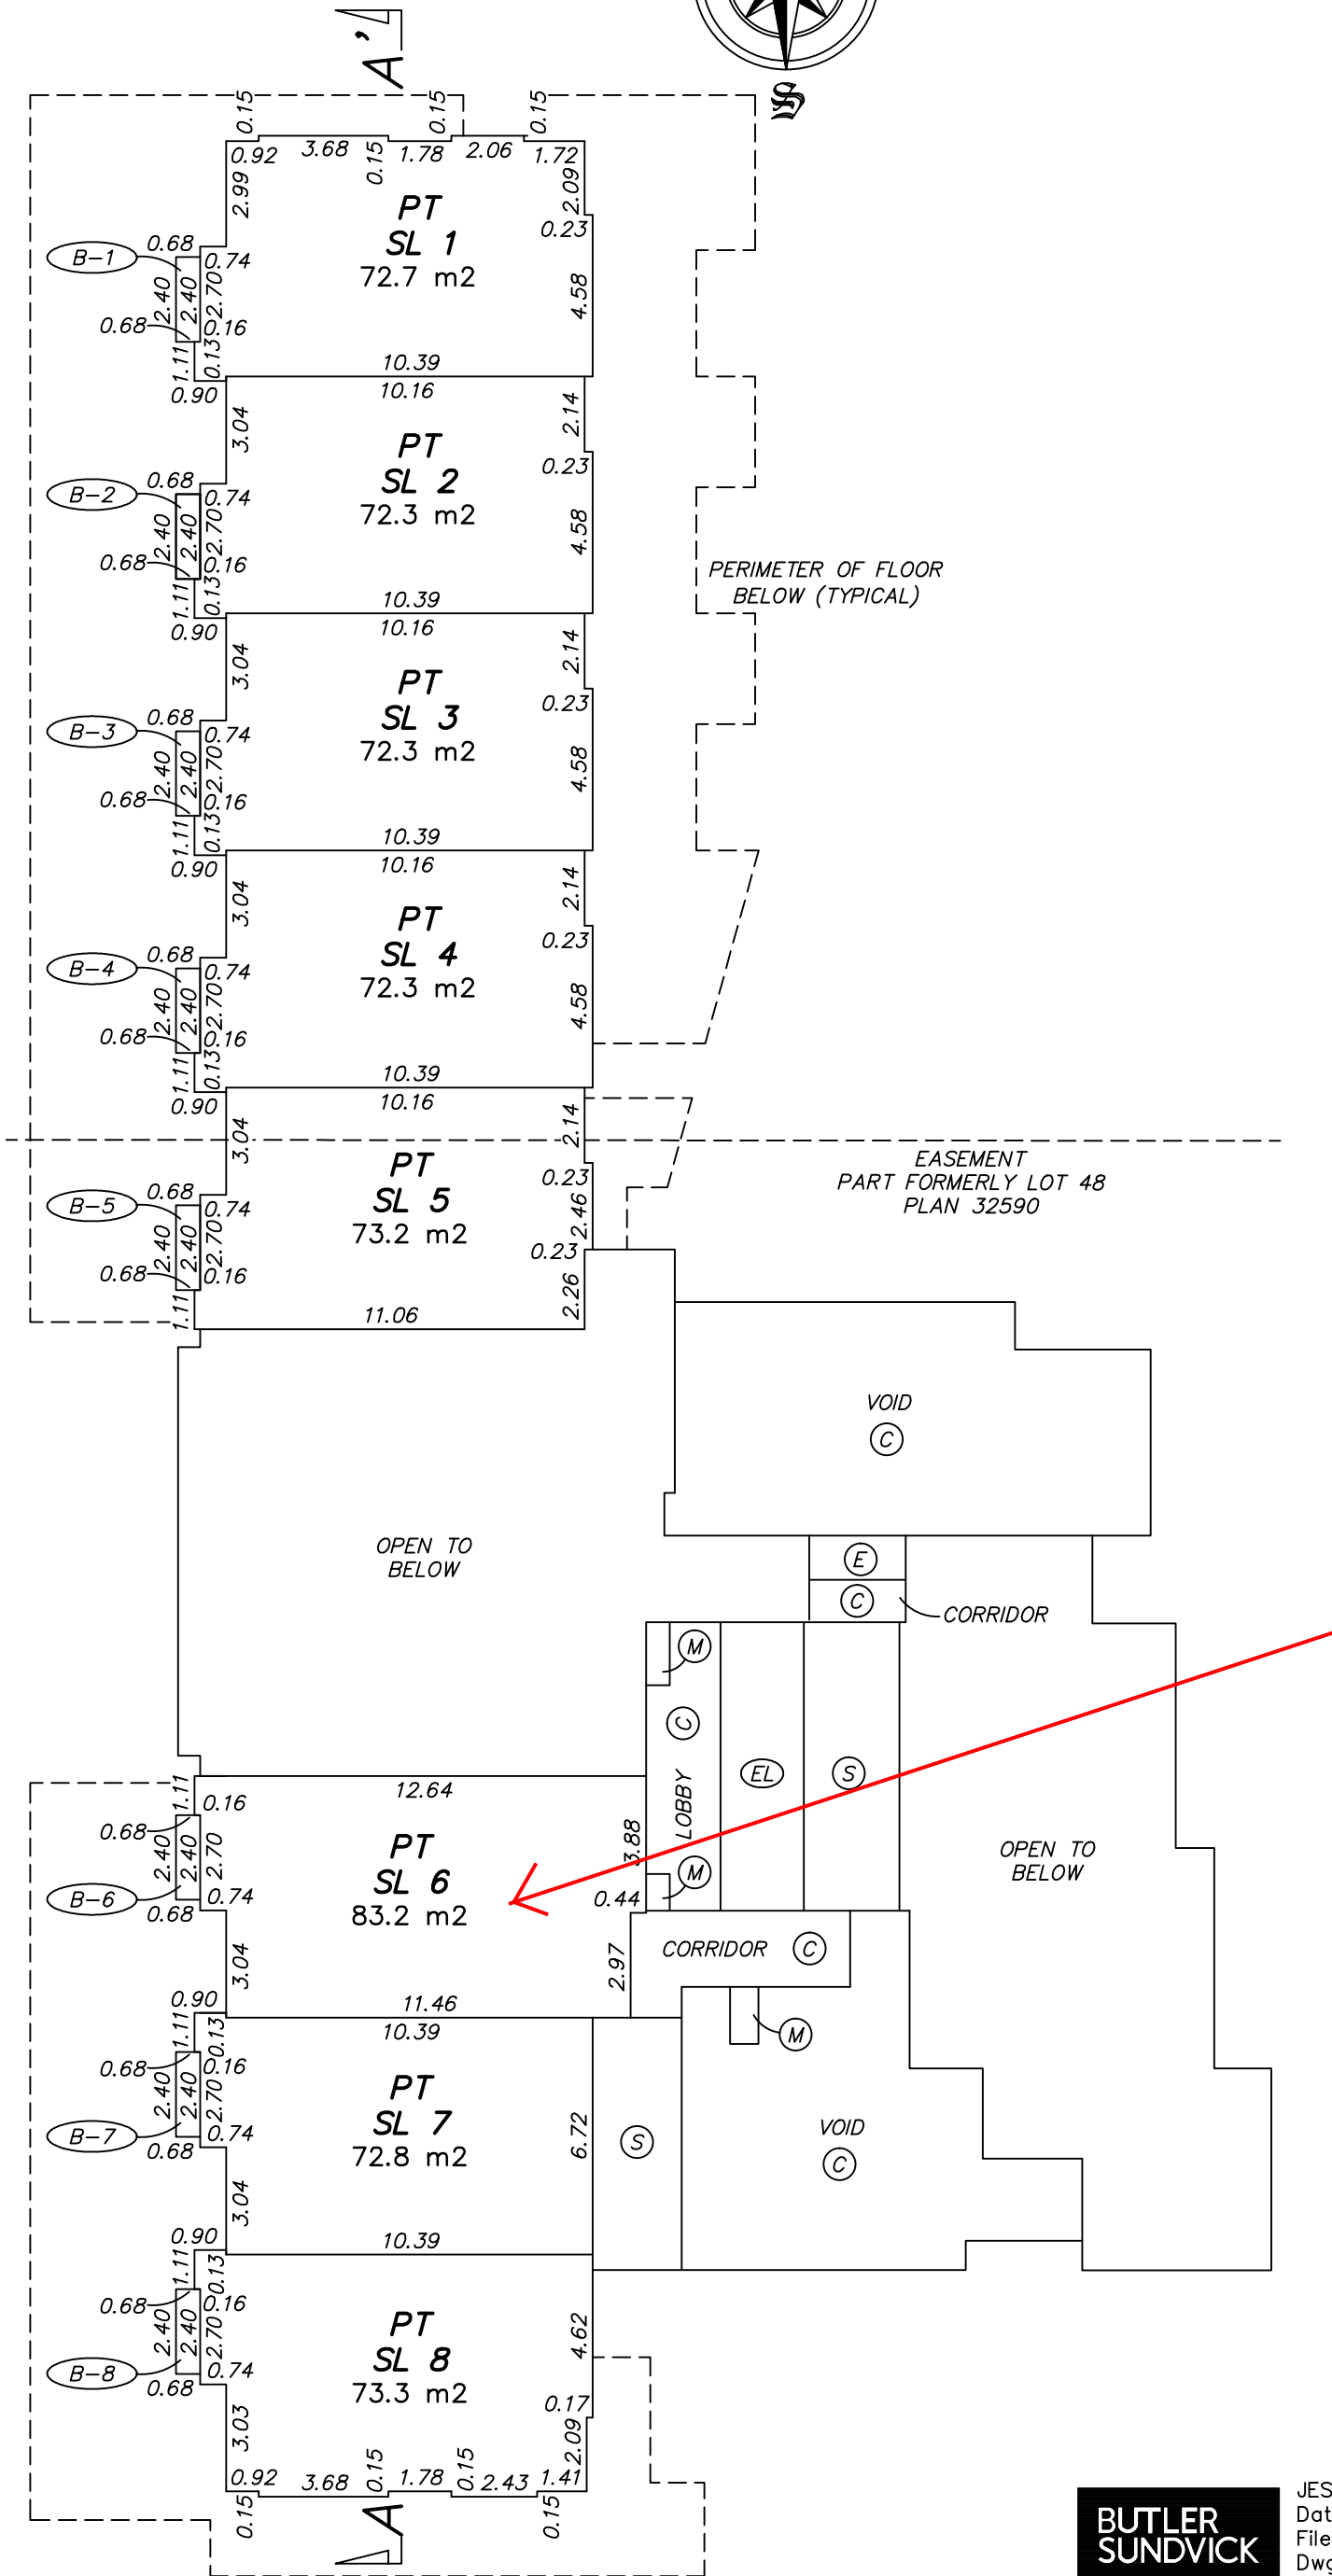 A'
S
0.15 0.15 0.15
0.92 3.68 0.15 1.78 2.06 1.72
2.99 2.09
PT
SL 1
72.7 m2
0.23
B-1 0.68 0.74
2.40 2.40 2.70 4.58
0.68 0.16
1.11 0.13
10.39
0.90 10.16
3.04 2.14
PT
SL 2
72.3 m2
0.23
B-2 0.68 0.74
2.40 2.40 2.70 4.58
0.68 0.16
1.11 0.13
PERIMETER OF FLOOR
BELOW (TYPICAL)
10.39
0.90 10.16
3.04 2.14
PT
SL 3
72.3 m2
0.23
B-3 0.68 0.74
2.40 2.40 2.70 4.58
0.68 0.16
1.11 0.13
10.39
0.90 10.16
3.04 2.14
PT
SL 4
72.3 m2
0.23
B-4 0.68 0.74
2.40 2.40 2.70 4.58
0.68 0.16
1.11 0.13
10.39
0.90 10.16
3.04 2.14
EASEMENT
PART FORMERLY LOT 48
PLAN 32590
PT
SL 5
73.2 m2
0.23
B-5 0.68 0.74
2.40 2.40 2.70 2.46
0.23
0.68 0.16
1.11 2.26
11.06
VOID
C
OPEN TO
BELOW
E
C
CORRIDOR
M
C
LOBBY
EL
S
M
OPEN TO
BELOW
12.64
1.11 0.16
0.68
2.40 2.40 2.70 3.88
PT
SL 6
83.2 m2
B-6 0.74 0.44
0.68
3.04 2.97
CORRIDOR C
11.46
0.90 10.39
1.11 0.13
M
0.68 0.16
2.40 2.40 2.70 6.72
PT
SL 7
72.8 m2
S
VOID
C
B-7 0.74
0.68
3.04
10.39
0.90
1.11 0.13
0.68 0.16
2.40 2.40 2.70 4.62
PT
SL 8
73.3 m2
B-8 0.74
0.68 0.17
3.03 2.09
0.92 3.68 0.15 1.78 0.15 2.43 1.41
0.15 0.15
A
BUTLER
SUNDVICK
JES
Dat
File
Dwg